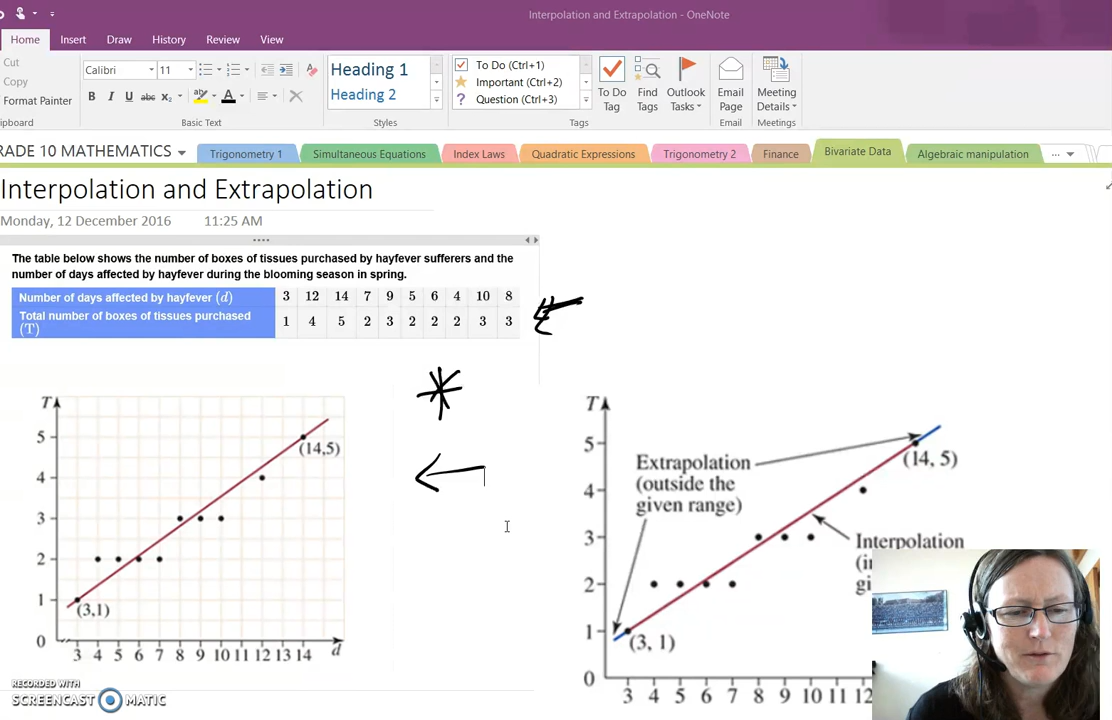 Interpolation and Extrapolation - OneNote
Home Insert Draw History Review View
Cut
Copy
Format Painter
Calibri 11
B I U abc X₂ A
Basic Text
Heading 1
Heading 2
Styles
To Do (Ctrl+1)
Important (Ctrl+2)
? Question (Ctrl+3)
To Do Tag
Find Tags
Outlook Tasks
Tags
Email Page
Email
Meeting Details
Meetings
RADE 10 MATHEMATICS Trigonometry 1 Simultaneous Equations Index Laws Quadratic Expressions Trigonometry 2 Finance Bivariate Data Algebraic manipulation ...
Interpolation and Extrapolation
Monday, 12 December 2016 11:25 AM
The table below shows the number of boxes of tissues purchased by hayfever sufferers and the
number of days affected by hayfever during the blooming season in spring.
Number of days affected by hayfever (d) 3 12 14 7 9 5 6 4 10 8
Total number of boxes of tissues purchased
(T) 1 4 5 2 3 2 2 2 3 3
T
5
4
3
2
1
0
(14,5)
(3,1)
3 4 5 6 7 8 9 10 11 12 13 14 d
T
5
4
3
2
1
0
Extrapolation
(outside the
given range)
(14, 5)
Interpolation
(3, 1)
3 4 5 6 7 8 9 10 11
RECORDED WITH
SCREENCAST MATIC